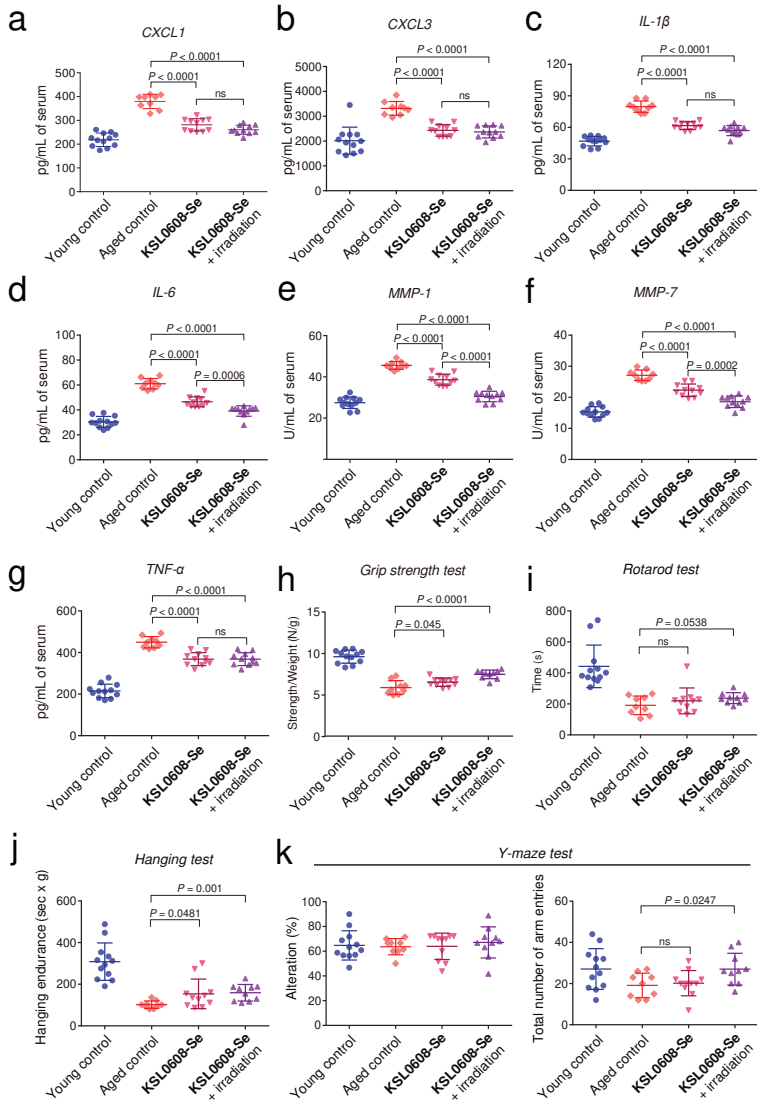 a
CXCL1
P < 0.0001
P < 0.0001
ns
pg/mL of serum
500
400
300
200
100
0
Young control
Aged control
KSL0608-Se
KSL0608-Se
+ irradiation
b
CXCL3
P < 0.0001
P < 0.0001
ns
pg/mL of serum
5000
4000
3000
2000
1000
0
Young control
Aged control
KSL0608-Se
KSL0608-Se
+ irradiation
c
IL-1β
P < 0.0001
P < 0.0001
ns
pg/mL of serum
120
90
60
30
0
Young control
Aged control
KSL0608-Se
KSL0608-Se
+ irradiation
d
IL-6
P < 0.0001
P < 0.0001
P = 0.0006
pg/mL of serum
100
80
60
40
20
0
Young control
Aged control
KSL0608-Se
KSL0608-Se
+ irradiation
e
MMP-1
P < 0.0001
P < 0.0001
P < 0.0001
U/mL of serum
60
40
20
Young control
Aged control
KSL0608-Se
KSL0608-Se
+ irradiation
f
MMP-7
P < 0.0001
P < 0.0001
P = 0.0002
U/mL of serum
40
30
20
10
0
Young control
Aged control
KSL0608-Se
KSL0608-Se
+ irradiation
g
TNF-α
P < 0.0001
P < 0.0001
ns
pg/mL of serum
600
400
200
0
Young control
Aged control
KSL0608-Se
KSL0608-Se
+ irradiation
h
Grip strength test
P < 0.0001
P = 0.045
Strength/Weight (N/g)
15
10
5
0
Young control
Aged control
KSL0608-Se
KSL0608-Se
+ irradiation
i
Rotarod test
P = 0.0538
ns
Time (s)
800
600
400
200
0
Young control
Aged control
KSL0608-Se
KSL0608-Se
+ irradiation
j
Hanging test
P = 0.001
P = 0.0481
Hanging endurance (sec x g)
600
400
200
0
Young control
Aged control
KSL0608-Se
KSL0608-Se
+ irradiation
k
Y-maze test
Alteration (%)
100
80
60
40
20
0
Young control
Aged control
KSL0608-Se
KSL0608-Se
+ irradiation
P = 0.0247
ns
Total number of arm entries
60
40
20
0
Young control
Aged control
KSL0608-Se
KSL0608-Se
+ irradiation